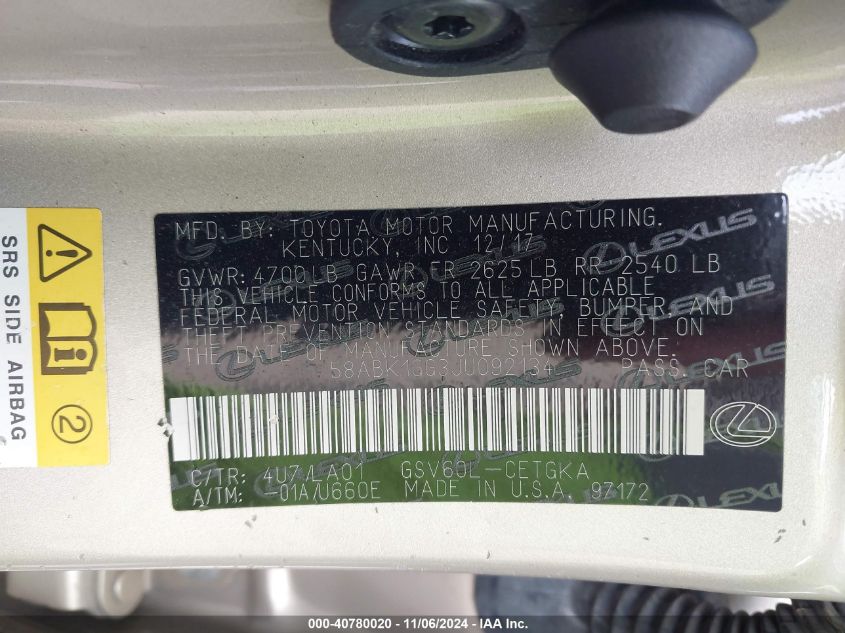 SRS SIDE AIRBAG
2
MFD. BY: TOYOTA MOTOR MANUFACTURING.
KENTUCKY, INC 12/17
GVWR: 4700 LB GAWR FR 2625 LB RR 2540 LB
THIS VEHICLE CONFORMS TO ALL APPLICABLE
FEDERAL MOTOR VEHICLE SAFETY, BUMPER, AND
THEFT PREVENTION STANDARDS IN EFFECT ON
THE DATE OF MANUFACTURE SHOWN ABOVE.
PASS. CAR
C/TR: 4U7/LA01 GSV60L-CETGKA
A/TM: -01A/U660E MADE IN U.S.A. 97172
LEXUS
000-40780020 - 11/06/2024 - IAA Inc.